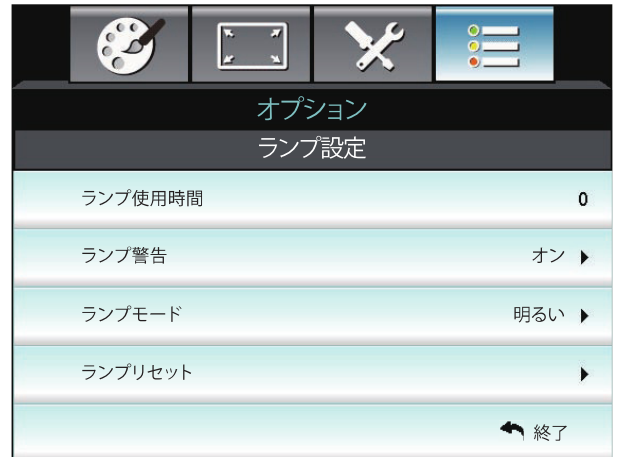 オプション
ランプ設定
ランプ使用時間 0
ランプ警告 オン
ランプモード 明るい
ランプリセット
終了